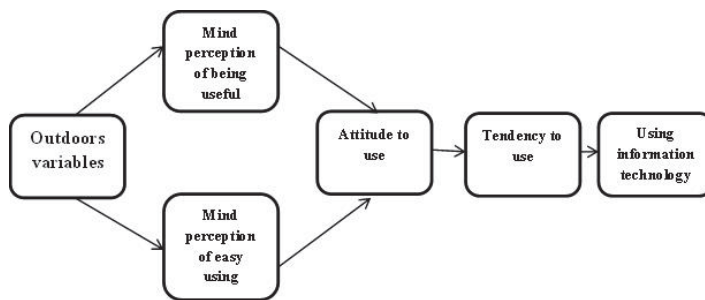 Mind
perception
of being
useful
Outdoors
variables
Mind
perception
of easy
using
Attitude to
use
Tendency to
use
Using
information
technology